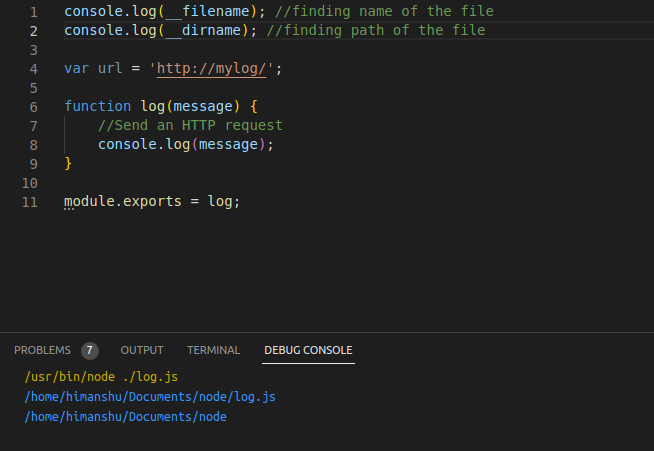 1 console.log(__filename); //finding name of the file
2 console.log(__dirname); //finding path of the file
3
4 var url = 'http://mylog/';
5
6 function log(message) {
7 //Send an HTTP request
8 console.log(message);
9 }
10
11 module.exports = log;
PROBLEMS 7 OUTPUT TERMINAL DEBUG CONSOLE
/usr/bin/node ./log.js
/home/himanshu/Documents/node/log.js
/home/himanshu/Documents/node